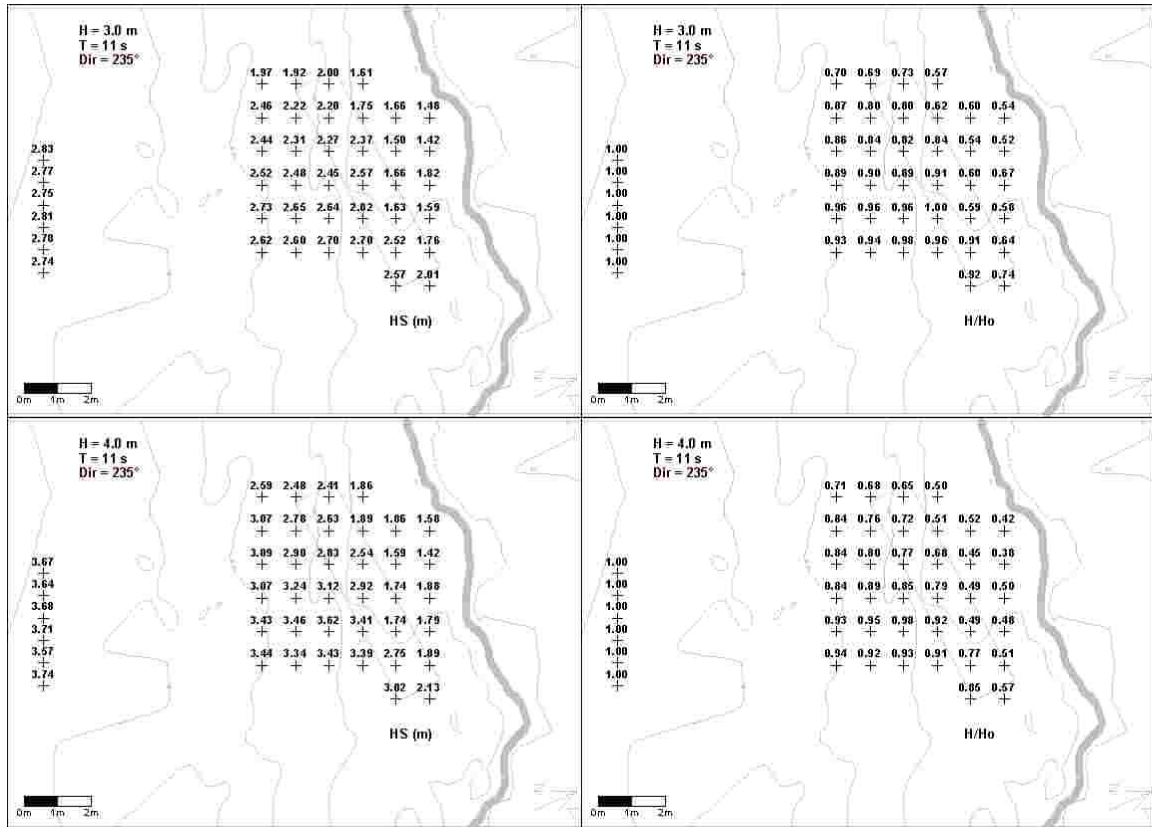 H = 3.0 m
T = 11 s
Dir = 235°
1.97 1.92 2.00 1.61
2.46 2.22 2.20 1.75 1.66 1.48
2.44 2.31 2.27 2.37 1.50 1.42
2.52 2.48 2.45 2.57 1.66 1.82
2.73 2.65 2.64 2.82 1.63 1.59
2.62 2.60 2.70 2.70 2.52 1.76
2.57 2.01
2.83
2.77
2.75
2.81
2.78
2.74
HS (m)
0m 1m 2m
H = 3.0 m
T = 11 s
Dir = 235°
0.70 0.69 0.73 0.57
0.87 0.80 0.80 0.62 0.60 0.54
0.86 0.84 0.82 0.84 0.54 0.52
0.89 0.90 0.89 0.91 0.60 0.67
0.96 0.96 0.96 1.00 0.59 0.58
0.93 0.94 0.98 0.96 0.91 0.64
0.92 0.74
1.00
1.00
1.00
1.00
1.00
1.00
H/Ho
0m 1m 2m
H = 4.0 m
T = 11 s
Dir = 235°
2.59 2.48 2.41 1.86
3.07 2.78 2.63 1.89 1.86 1.58
3.09 2.90 2.83 2.54 1.59 1.42
3.07 3.24 3.12 2.92 1.74 1.88
3.43 3.46 3.62 3.41 1.74 1.79
3.44 3.34 3.43 3.39 2.75 1.89
3.02 2.13
3.67
3.64
3.68
3.71
3.57
3.74
HS (m)
0m 1m 2m
H = 4.0 m
T = 11 s
Dir = 235°
0.71 0.68 0.65 0.50
0.84 0.76 0.72 0.51 0.52 0.42
0.84 0.80 0.77 0.68 0.45 0.38
0.84 0.89 0.85 0.79 0.49 0.50
0.93 0.95 0.98 0.92 0.49 0.48
0.94 0.92 0.93 0.91 0.77 0.51
0.85 0.57
1.00
1.00
1.00
1.00
1.00
1.00
H/Ho
0m 1m 2m